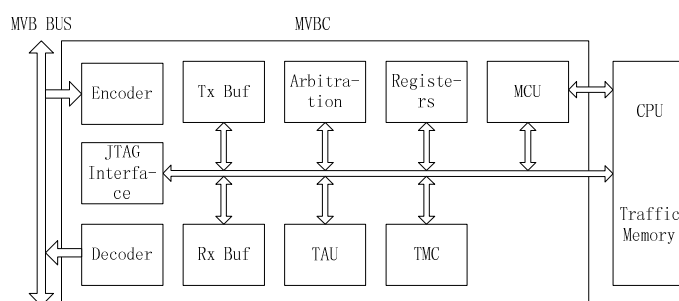 MVB BUS
MVBC
Encoder
Tx Buf
Arbitra-
tion
Registe-
rs
MCU
CPU
JTAG
Interfa-
ce
Traffic
Memory
Decoder
Rx Buf
TAU
TMC